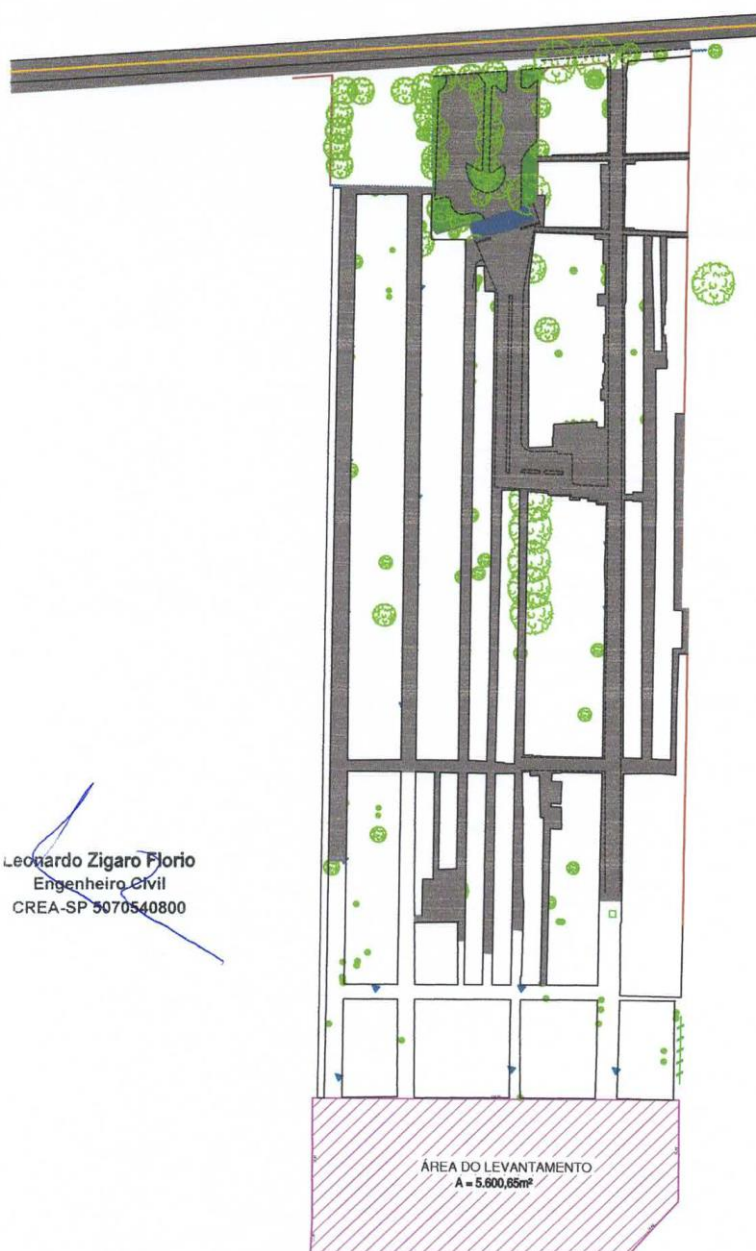 Leonardo Zigaro Florio
Engenheiro Civil
CREA-SP 5070540800
ÁREA DO LEVANTAMENTO
A = 5.600,65m²